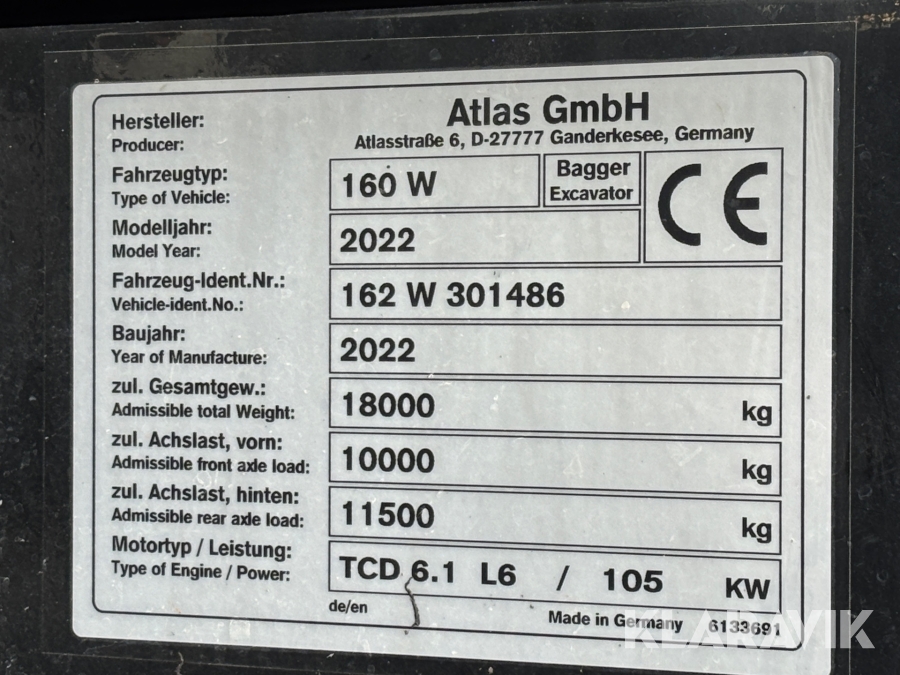 Atlas GmbH
Atlasstraße 6, D-27777 Ganderkesee, Germany
Hersteller:
Producer:
Fahrzeugtyp:
Type of Vehicle:
160 W
Bagger
Excavator
CE
Modelljahr:
Model Year:
2022
Fahrzeug-Ident.Nr.:
Vehicle-ident.No.:
162 W 301486
Baujahr:
Year of Manufacture:
2022
zul. Gesamtgew.:
Admissible total Weight:
18000 kg
zul. Achslast, vorn:
Admissible front axle load:
10000 kg
zul. Achslast, hinten:
Admissible rear axle load:
11500 kg
Motortyp / Leistung:
Type of Engine / Power:
TCD 6.1 L6 / 105 KW
de/en
Made in Germany 6133691
KLARAVIK